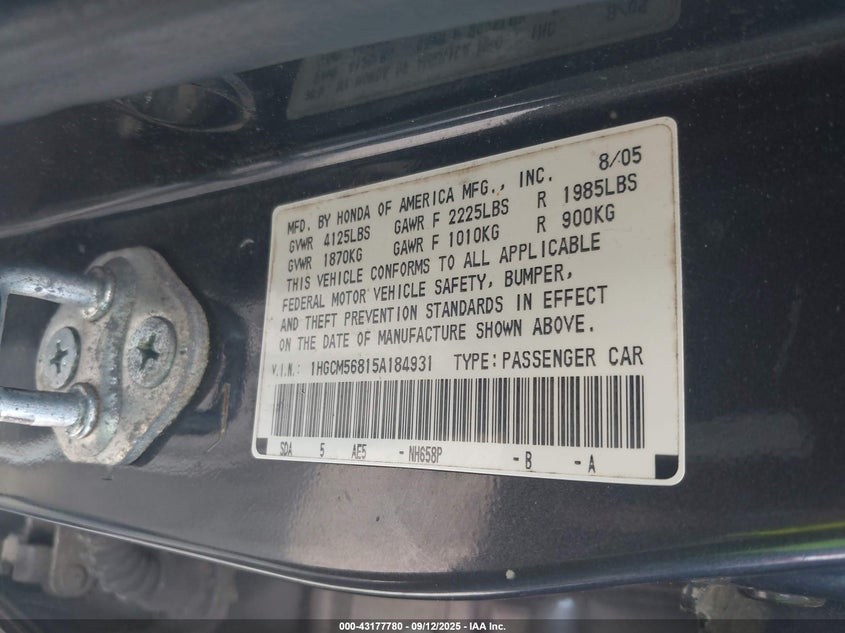 8/05
MFD. BY HONDA OF AMERICA MFG., INC.
GVWR 4125LBS GAWR F 2225LBS R 1985LBS
GVWR 1870KG GAWR F 1010KG R 900KG
THIS VEHICLE CONFORMS TO ALL APPLICABLE
FEDERAL MOTOR VEHICLE SAFETY, BUMPER,
AND THEFT PREVENTION STANDARDS IN EFFECT
ON THE DATE OF MANUFACTURE SHOWN ABOVE.
V.I.N.: 1HGCM56815A184931 TYPE: PASSENGER CAR
SDA 5 AE5 -NH658P -B -A
000-43177780 - 09/12/2025 - IAA Inc.